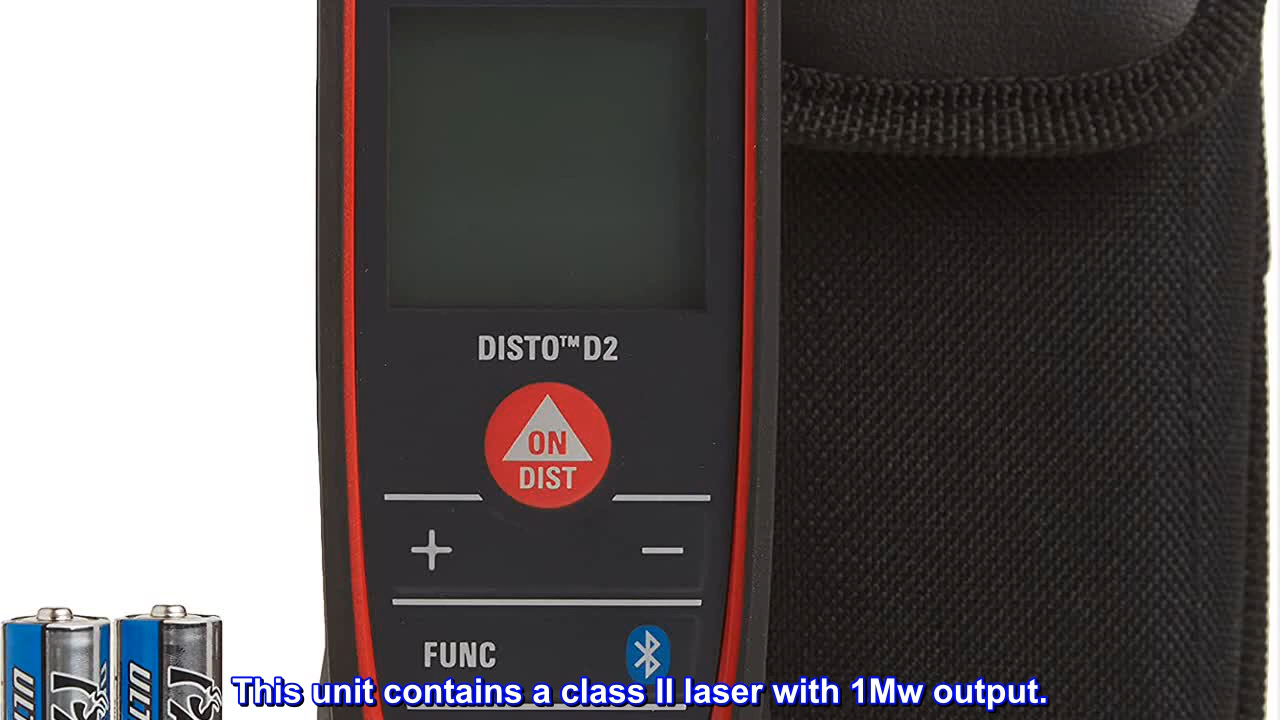 DISTO™ D2
ON
DIST
+ −
FUNC
This unit contains a class II laser with 1Mw output.